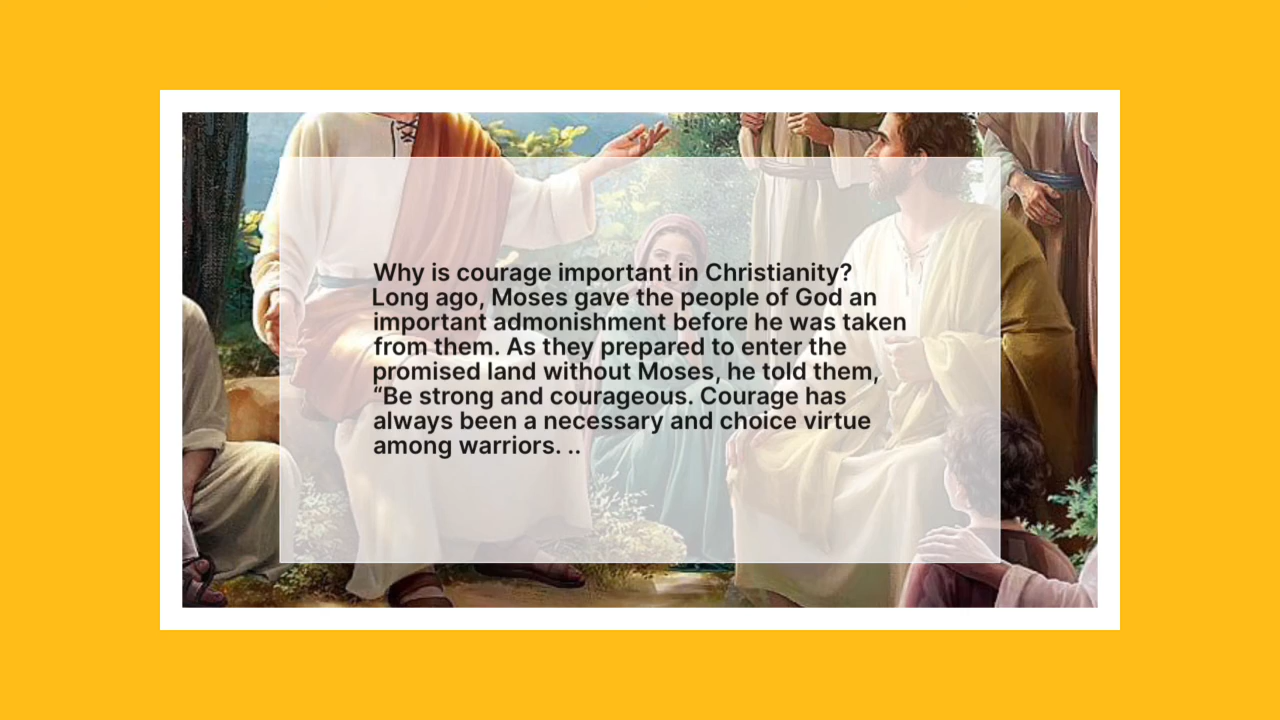 Why is courage important in Christianity?
Long ago, Moses gave the people of God an
important admonishment before he was taken
from them. As they prepared to enter the
promised land without Moses, he told them,
“Be strong and courageous. Courage has
always been a necessary and choice virtue
among warriors. ..